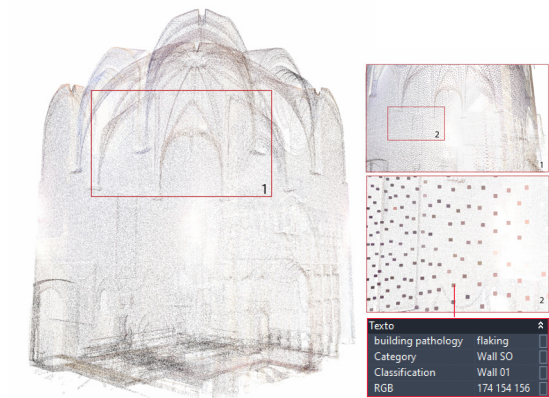 1
2
1
2
Texto
building pathology flaking
Category Wall SO
Classification Wall 01
RGB 174 154 156